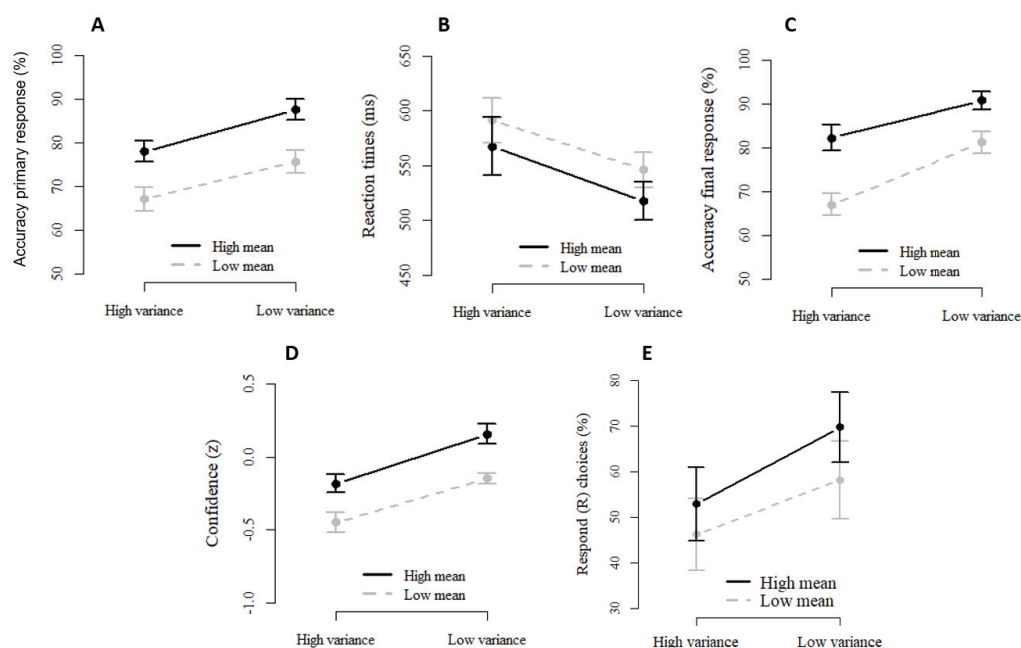 A
Accuracy primary response (%)
100
90
80
70
60
50
High mean
Low mean
High variance
Low variance
B
Reaction times (ms)
650
600
550
500
450
High mean
Low mean
High variance
Low variance
C
Accuracy final response (%)
100
90
80
70
60
50
High mean
Low mean
High variance
Low variance
D
Confidence (z)
0.5
0.0
-0.5
-1.0
High mean
Low mean
High variance
Low variance
E
Respond (R) choices (%)
80
70
60
50
40
30
High mean
Low mean
High variance
Low variance